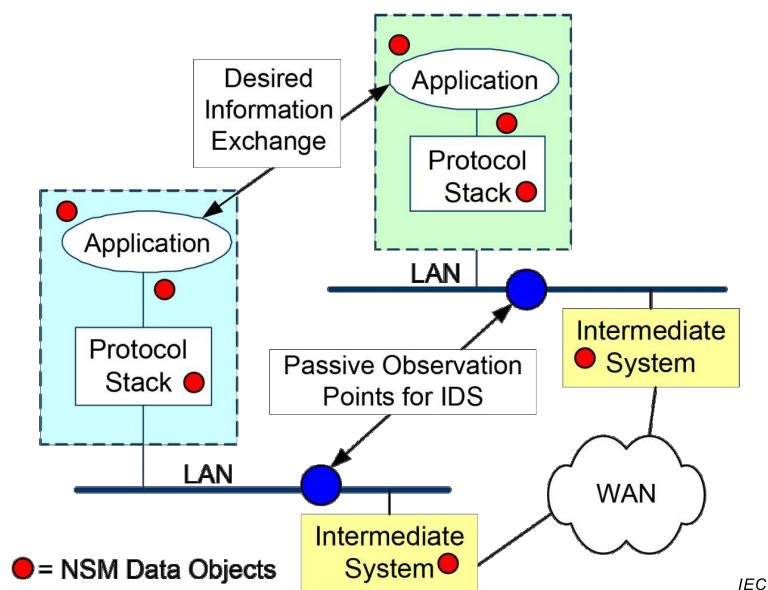 Desired
Information
Exchange
Application
Protocol
Stack
LAN
Application
Protocol
Stack
Intermediate
System
Passive Observation
Points for IDS
LAN
WAN
Intermediate
System
= NSM Data Objects
IEC